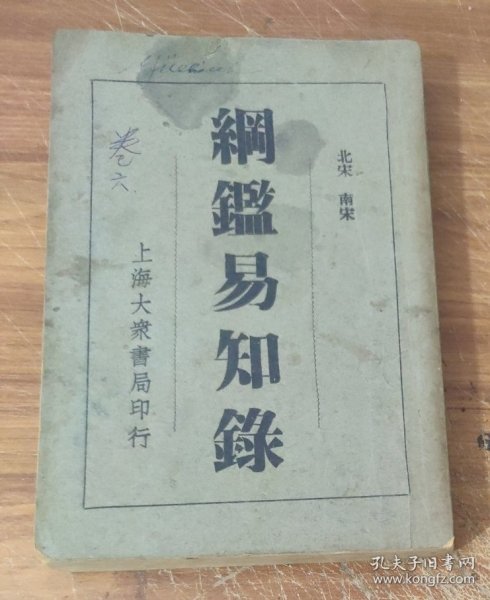 北宋 南宋
綱鑑易知錄
上海大衆書局印行
卷六
孔夫子旧书网
www.kongfz.com